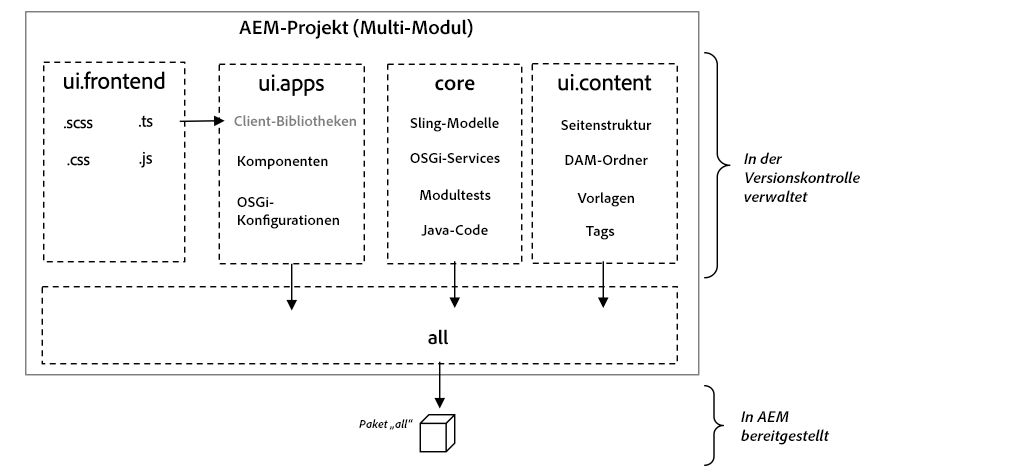 AEM-Projekt (Multi-Modul)
ui.frontend
.scss
.ts
.css
.js
ui.apps
Client-Bibliotheken
Komponenten
OSGi-
Konfigurationen
core
Sling-Modelle
OSGi-Services
Modultests
Java-Code
ui.content
Seitenstruktur
DAM-Ordner
Vorlagen
Tags
In der
Versionskontrolle
verwaltet
all
Paket „all“
In AEM
bereitgestellt